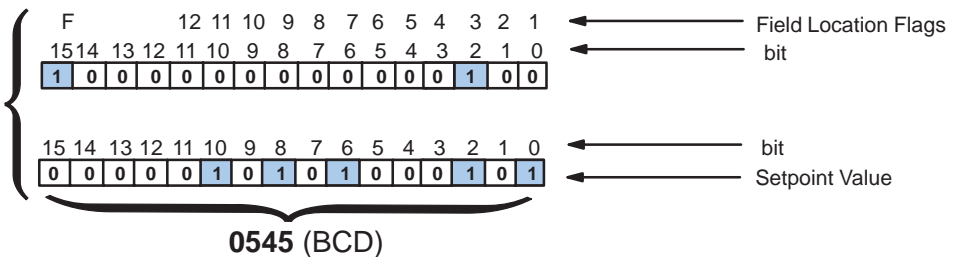 F 12 11 10 9 8 7 6 5 4 3 2 1 Field Location Flags
15 14 13 12 11 10 9 8 7 6 5 4 3 2 1 0 bit
1 0 0 0 0 0 0 0 0 0 0 0 0 1 0 0
15 14 13 12 11 10 9 8 7 6 5 4 3 2 1 0 bit
0 0 0 0 0 1 0 1 0 1 0 0 0 1 0 1 Setpoint Value
0545 (BCD)